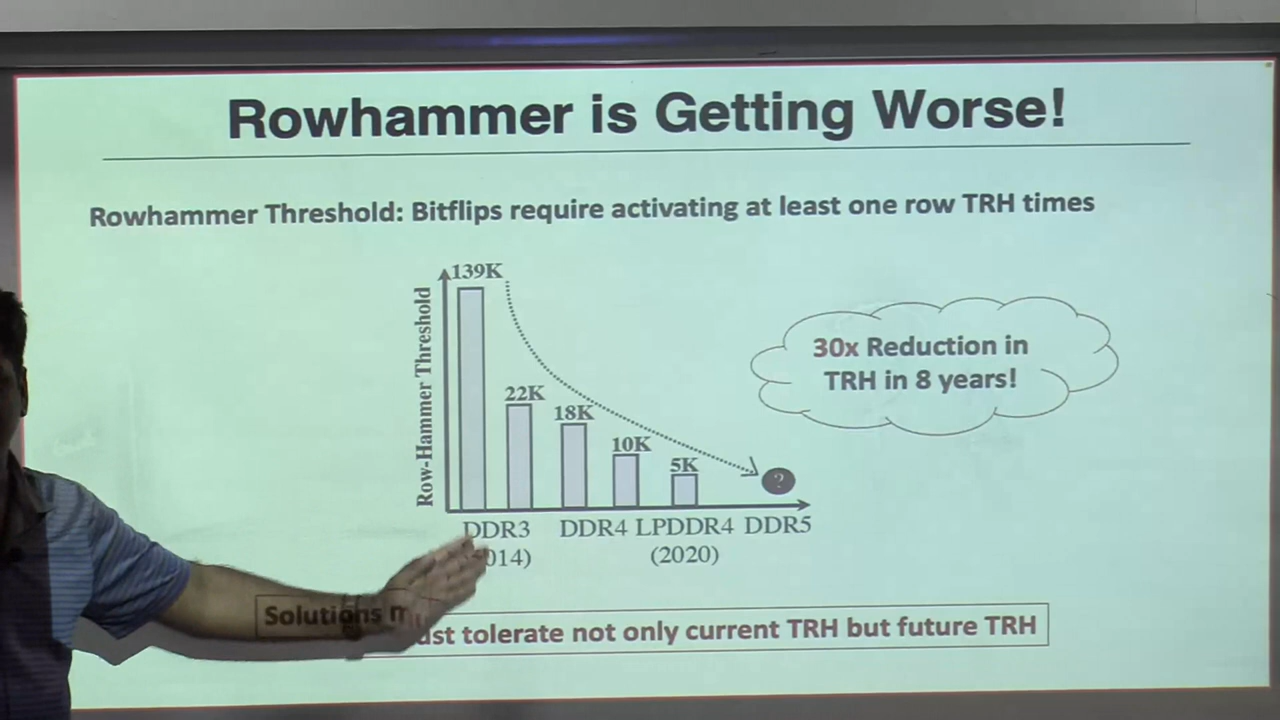 Rowhammer is Getting Worse!
Rowhammer Threshold: Bitflips require activating at least one row TRH times
Row-Hammer Threshold
139K
22K
18K
10K
5K
?
DDR3 DDR4 LPDDR4 DDR5
014) (2020)
30x Reduction in
TRH in 8 years!
Solutions must tolerate not only current TRH but future TRH